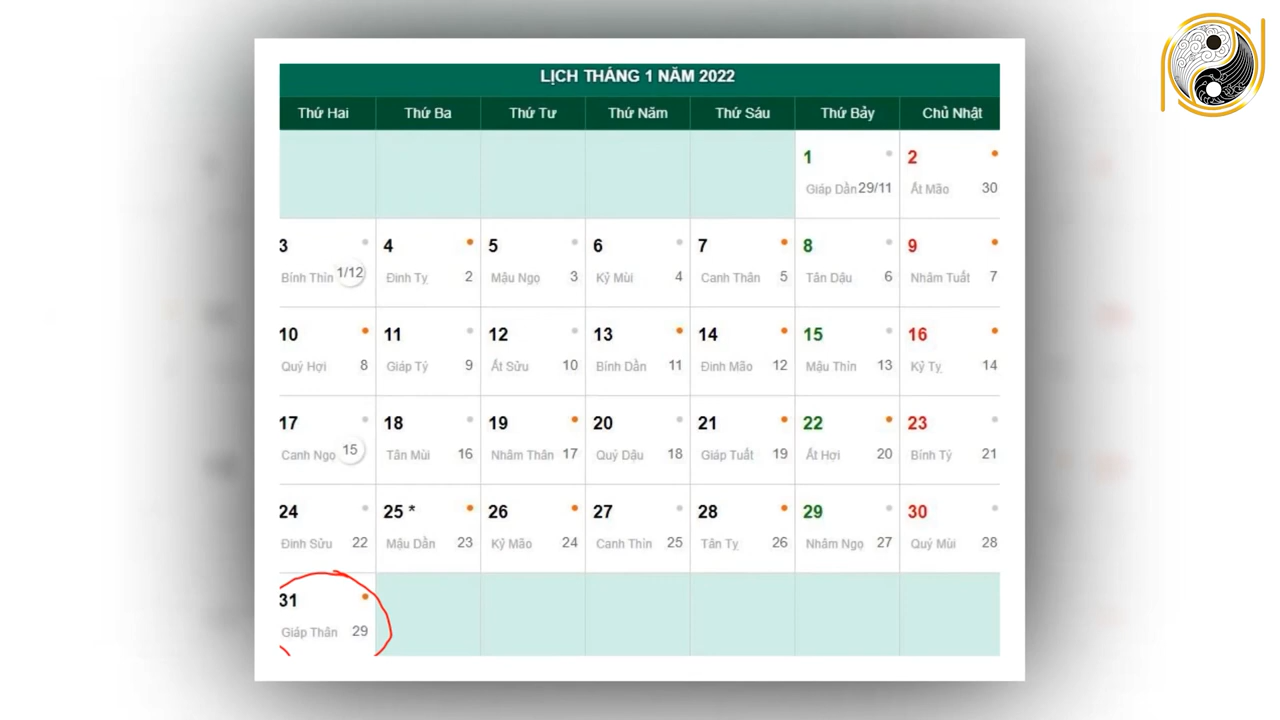 LỊCH THÁNG 1 NĂM 2022
Thứ Hai Thứ Ba Thứ Tư Thứ Năm Thứ Sáu Thứ Bảy Chủ Nhật
1 2
Giáp Dần 29/11 Ất Mão 30
3 4 5 6 7 8 9
Bính Thìn 1/12 Đinh Tỵ 2 Mậu Ngọ 3 Kỷ Mùi 4 Canh Thân 5 Tân Dậu 6 Nhâm Tuất 7
10 11 12 13 14 15 16
Quý Hợi 8 Giáp Tý 9 Ất Sửu 10 Bính Dần 11 Đinh Mão 12 Mậu Thìn 13 Kỷ Tỵ 14
17 18 19 20 21 22 23
Canh Ngọ 15 Tân Mùi 16 Nhâm Thân 17 Quý Dậu 18 Giáp Tuất 19 Ất Hợi 20 Bính Tý 21
24 25 * 26 27 28 29 30
Đinh Sửu 22 Mậu Dần 23 Kỷ Mão 24 Canh Thìn 25 Tân Tỵ 26 Nhâm Ngọ 27 Quý Mùi 28
31
Giáp Thân 29